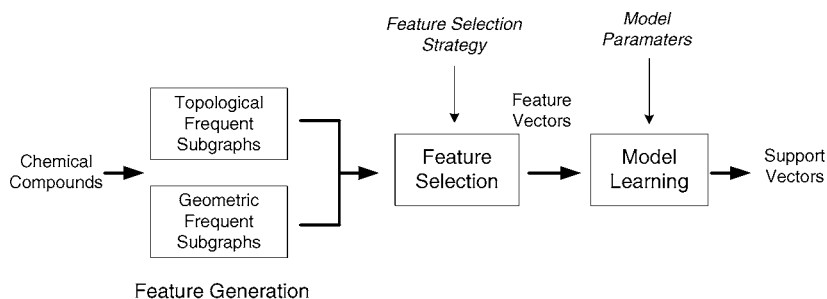 Feature Selection
Strategy
Model
Paramaters
Topological
Frequent
Subgraphs
Feature
Vectors
Chemical
Compounds
Feature
Selection
Model
Learning
Support
Vectors
Geometric
Frequent
Subgraphs
Feature Generation